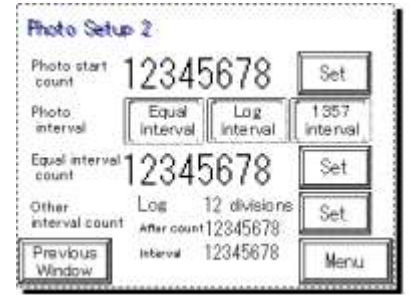 Photo Setup 2
Photo start count 12345678 Set
Photo interval Equal interval Log interval 1357 interval
Equal interval count 12345678 Set
Other interval count Log 12 divisions Set
After count 12345678
Interval 12345678
Previous Window Menu